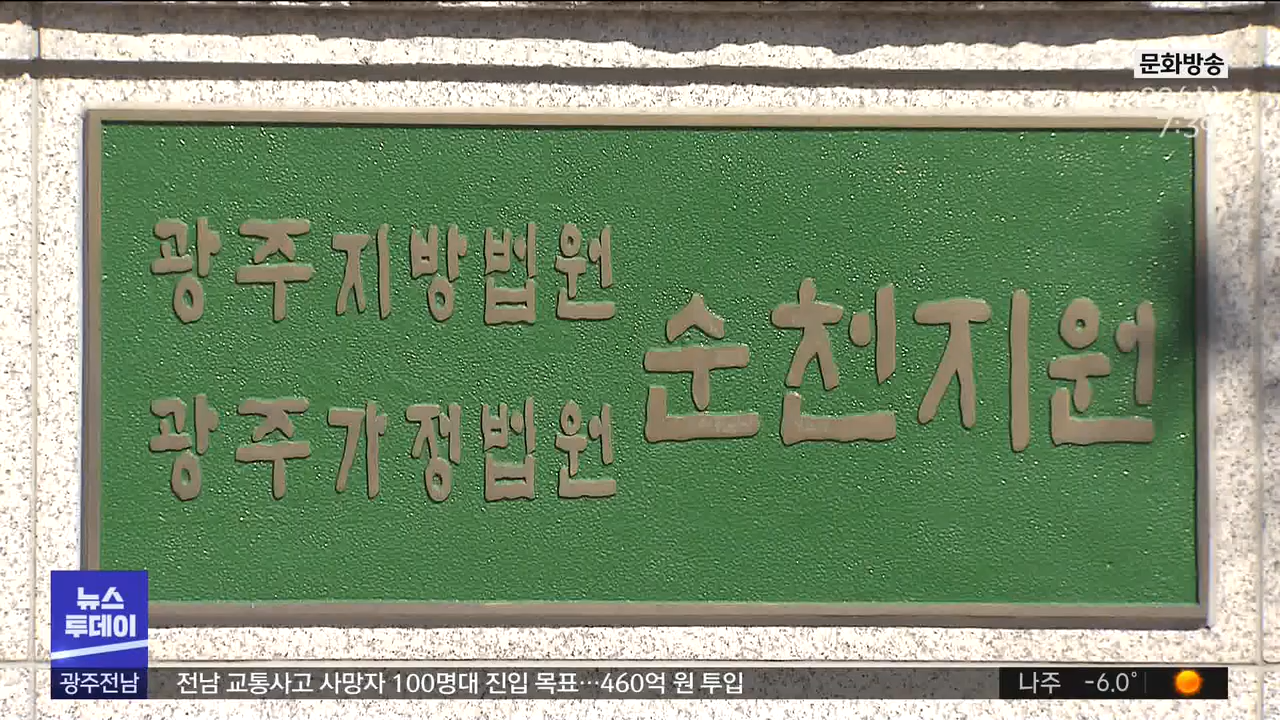 문화방송
7:30
광주지방법원
광주가정법원
순천지원
뉴스
투데이
광주전남
전남 교통사고 사망자 100명대 진입 목표…460억 원 투입
나주 -6.0°